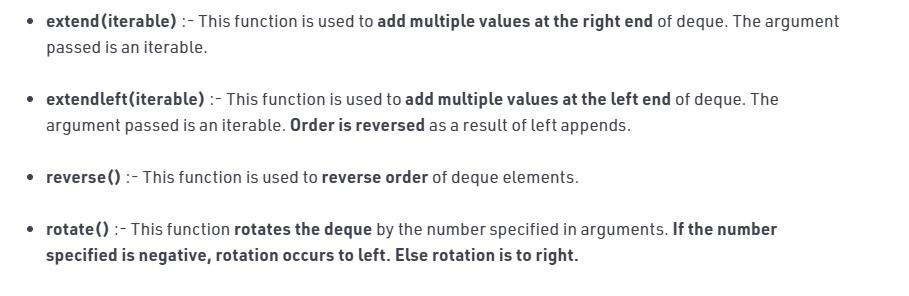 • extend(iterable) :- This function is used to add multiple values at the right end of deque. The argument
passed is an iterable.
• extendleft(iterable) :- This function is used to add multiple values at the left end of deque. The
argument passed is an iterable. Order is reversed as a result of left appends.
• reverse() :- This function is used to reverse order of deque elements.
• rotate() :- This function rotates the deque by the number specified in arguments. If the number
specified is negative, rotation occurs to left. Else rotation is to right.